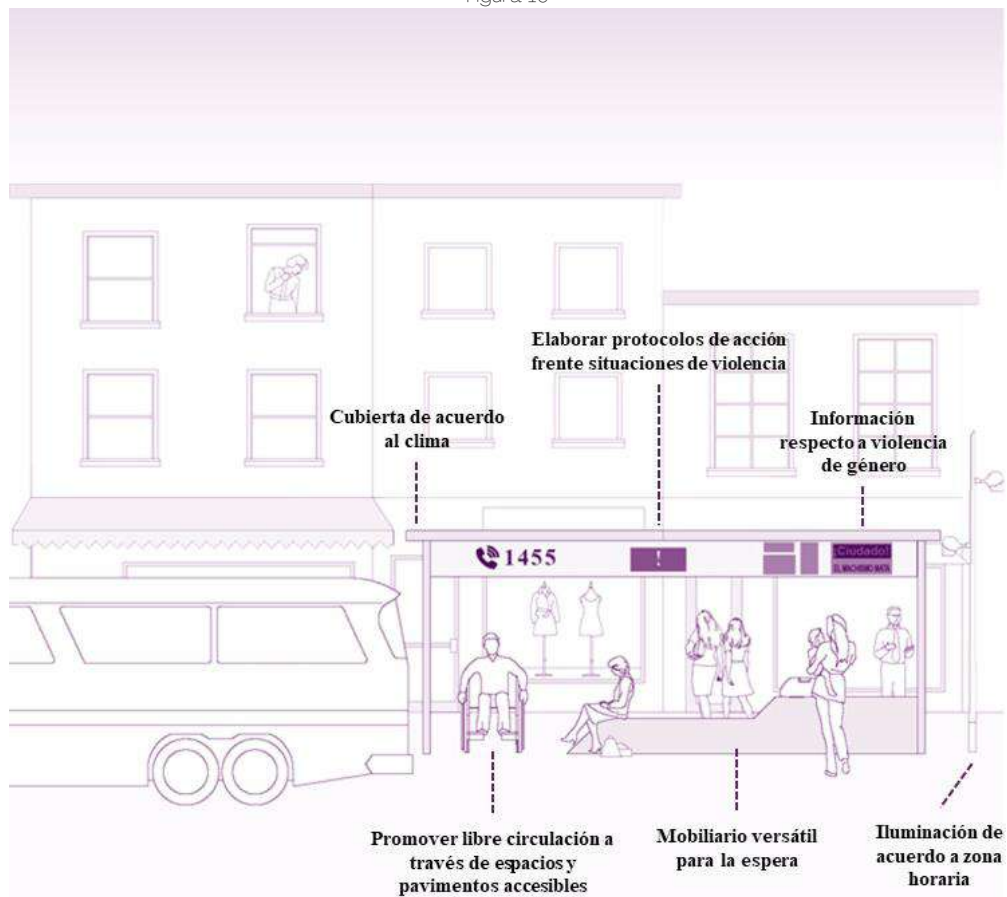 Elaborar protocolos de acción
frente situaciones de violencia
Cubierta de acuerdo
al clima
Información
respecto a violencia
de género
1455
!
¡Ciudado!
EL MACHISMO MATA
Promover libre circulación a
través de espacios y
pavimentos accesibles
Mobiliario versátil
para la espera
Iluminación de
acuerdo a zona
horaria